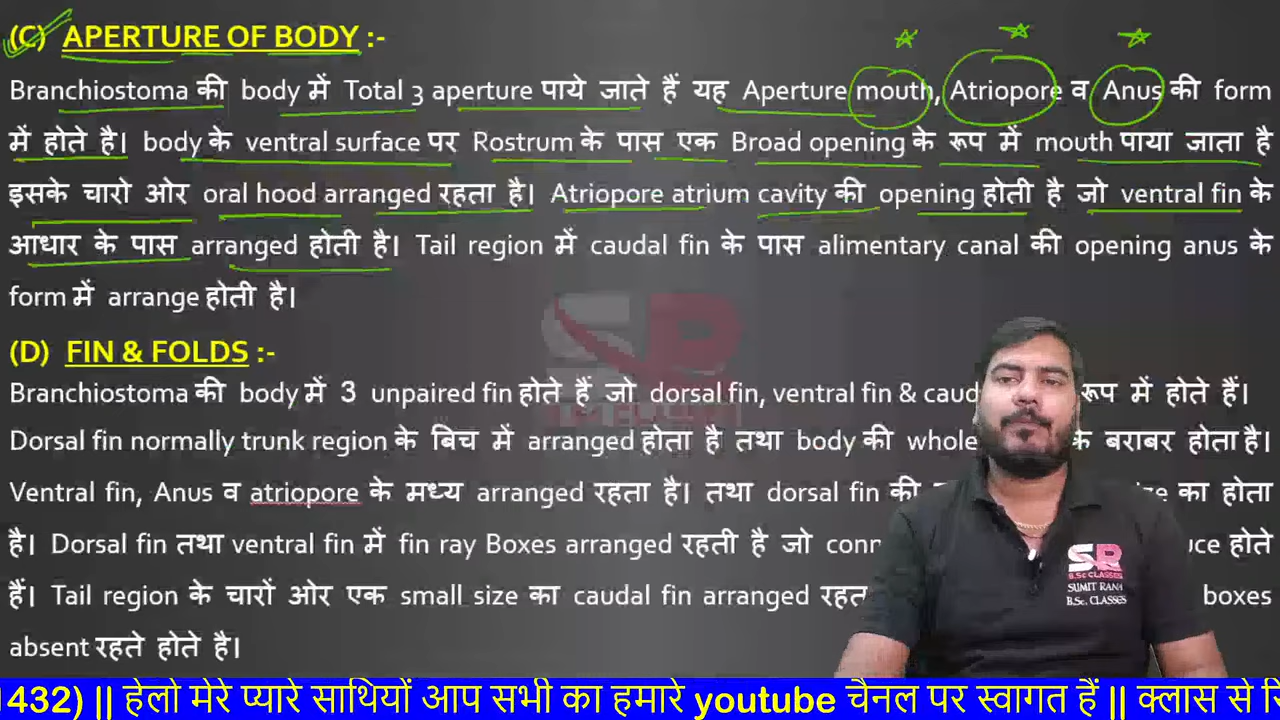 (C) APERTURE OF BODY :-
Branchiostoma की body में Total 3 aperture पाये जाते हैं यह Aperture mouth, Atriopore व Anus की form
में होते है। body के ventral surface पर Rostrum के पास एक Broad opening के रूप में mouth पाया जाता है
इसके चारो ओर oral hood arranged रहता है। Atriopore atrium cavity की opening होती है जो ventral fin के
आधार के पास arranged होती है। Tail region में caudal fin के पास alimentary canal की opening anus के
form में arrange होती है।
(D) FIN & FOLDS :-
Branchiostoma की body में 3 unpaired fin होते हैं जो dorsal fin, ventral fin & caud रूप में होते हैं।
Dorsal fin normally trunk region के बिच में arranged होता है तथा body की whole के बराबर होता है।
Ventral fin, Anus व atriopore के मध्य arranged रहता है। तथा dorsal fin की का होता
है। Dorsal fin तथा ventral fin में fin ray Boxes arranged रहती है जो conn uce होते
हैं। Tail region के चारों ओर एक small size का caudal fin arranged रहत boxes
absent रहते होते है।
SR
B.Sc CLASSES
SUMIT RANA
B.Sc. CLASSES
1432) || हेलो मेरे प्यारे साथियों आप सभी का हमारे youtube चैनल पर स्वागत हैं || क्लास से